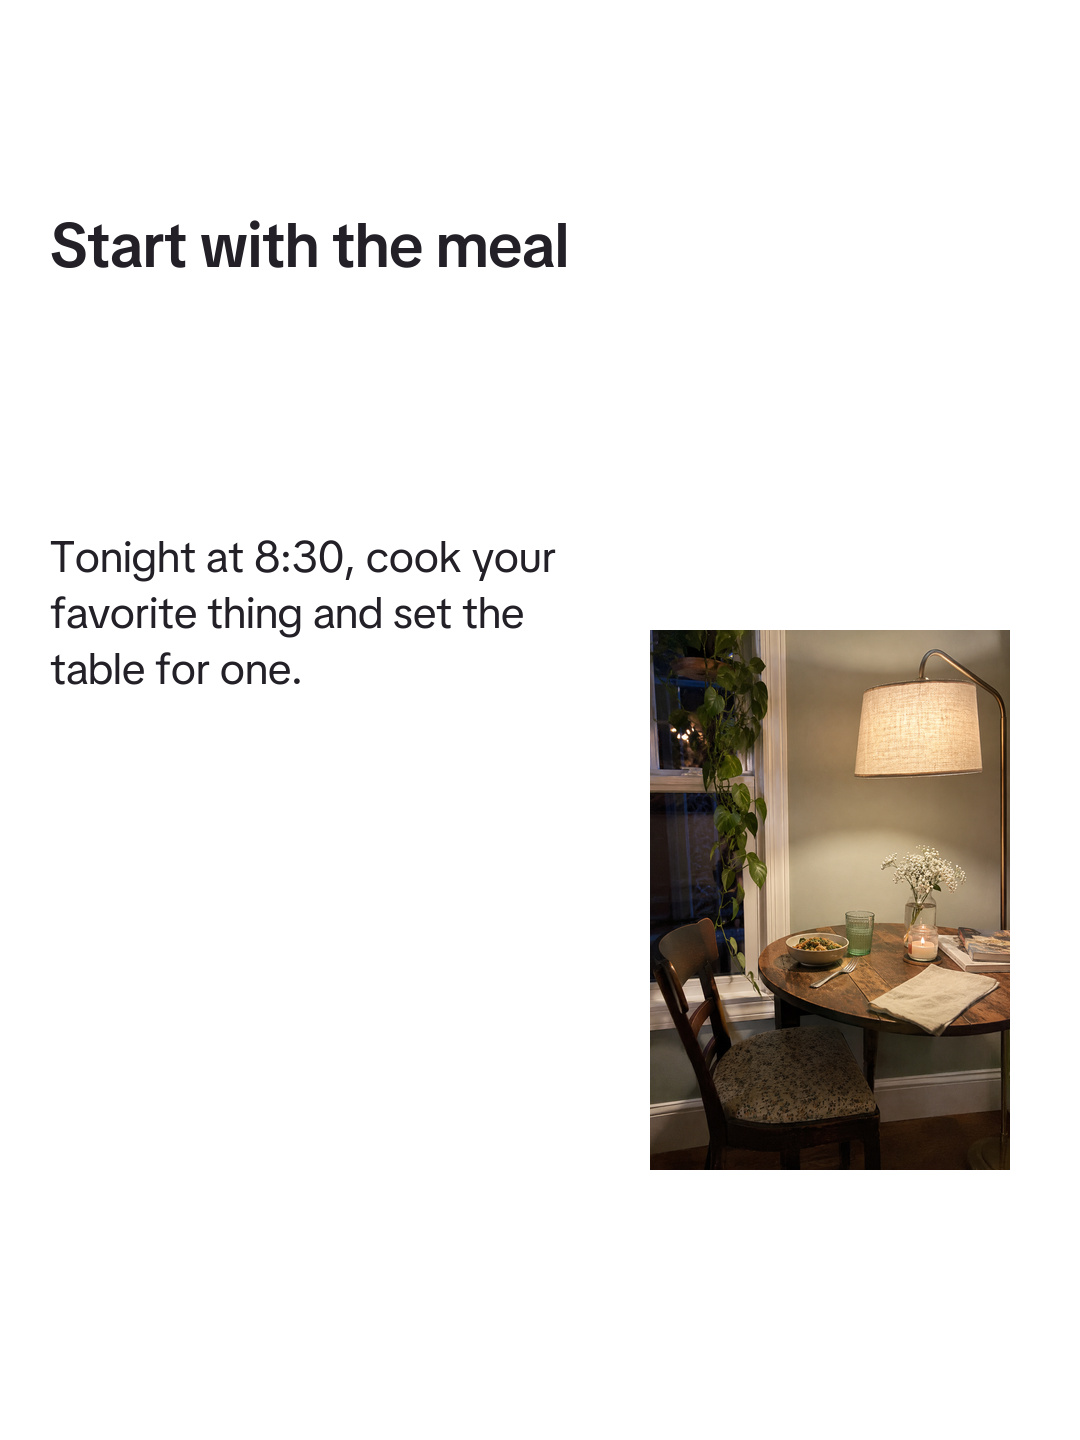 Start with the meal
Tonight at 8:30, cook your
favorite thing and set the
table for one.